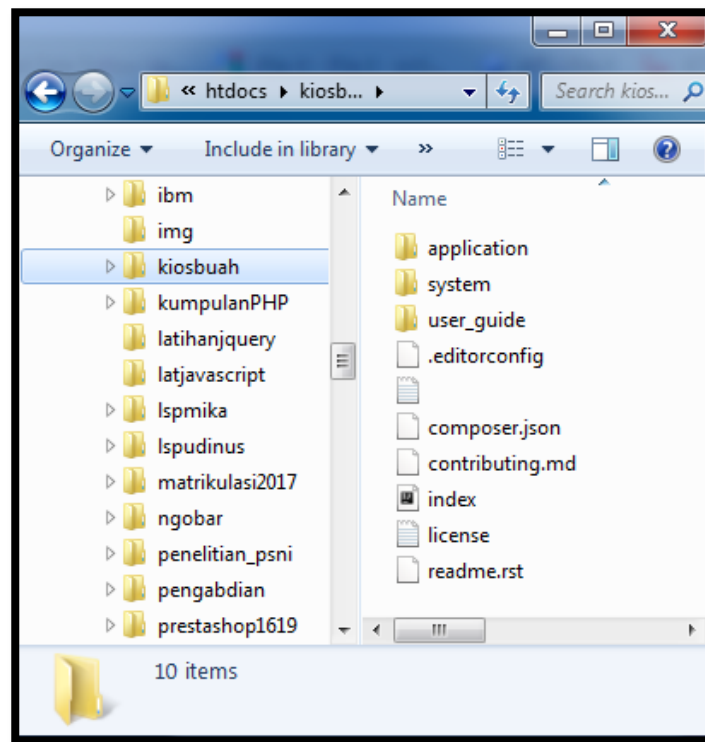 « htdocs ▸ kiosb... ▸
Search kios...
Organize
Include in library
»
ibm
img
kiosbuah
kumpulanPHP
latihanjquery
latjavascript
lspmika
lspudinus
matrikulasi2017
ngobar
penelitian_psni
pengabdian
prestashop1619
Name
application
system
user_guide
.editorconfig
composer.json
contributing.md
index
license
readme.rst
10 items